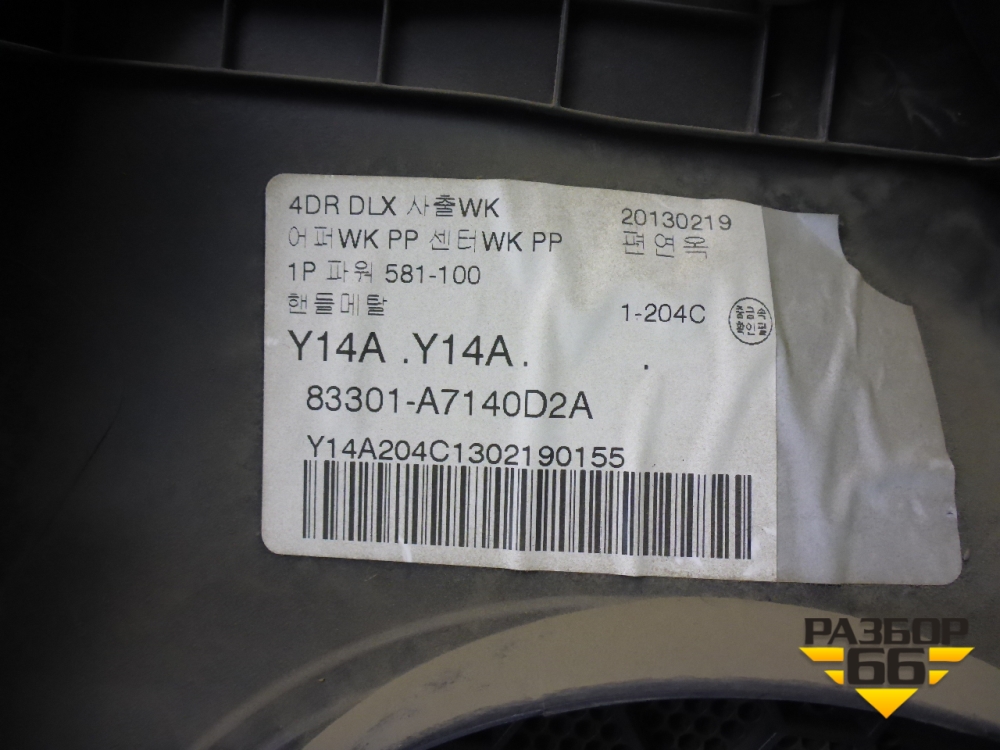 4DR DLX 사출WK 20130219
어퍼WK PP 센터WK PP 편연옥
1P 파워 581-100
핸들메탈 1-204C
Y14A .Y14A. .
83301-A7140D2A
Y14A204C1302190155
РАЗБОР
66